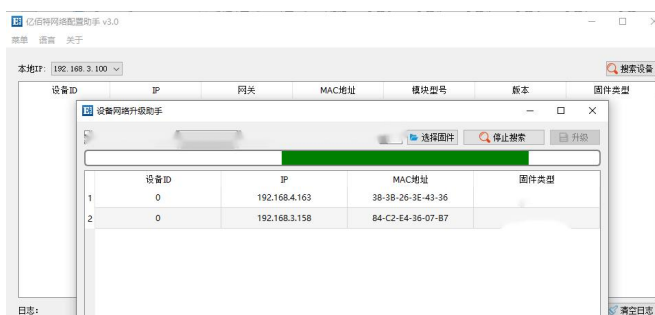 亿佰特网络配置助手 v3.0
菜单 语言 关于
本地IP: 192.168.3.100 搜索设备
设备ID IP 网关 MAC地址 模块型号 版本 固件类型
设备网络升级助手
选择固件 停止搜索 升级
设备ID IP MAC地址 固件类型
1 0 192.168.4.163 38-3B-26-3E-43-36
2 0 192.168.3.158 84-C2-E4-36-07-B7
日志: 清空日志